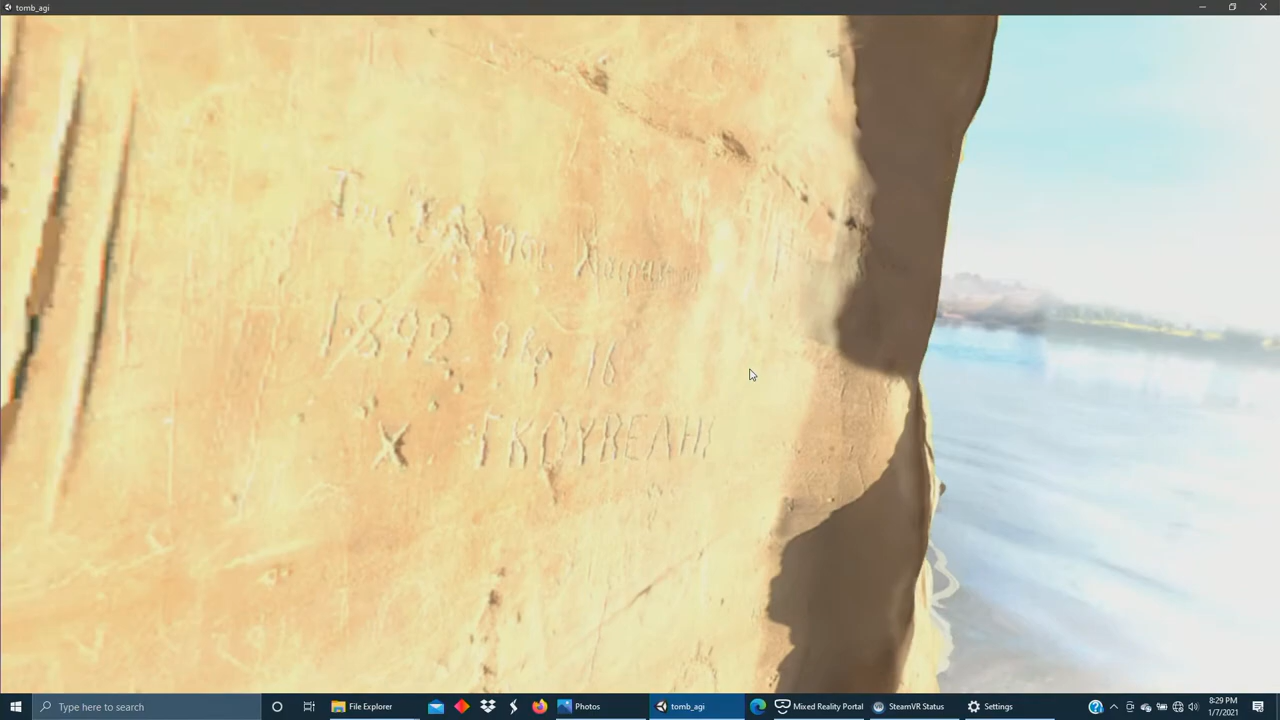 tomb_agi
1892 9βρ 16
X ΓΚΟΥΒΕΛΗ
Type here to search
File Explorer
Photos
tomb_agi
Mixed Reality Portal
SteamVR Status
Settings
8:29 PM
1/7/2021